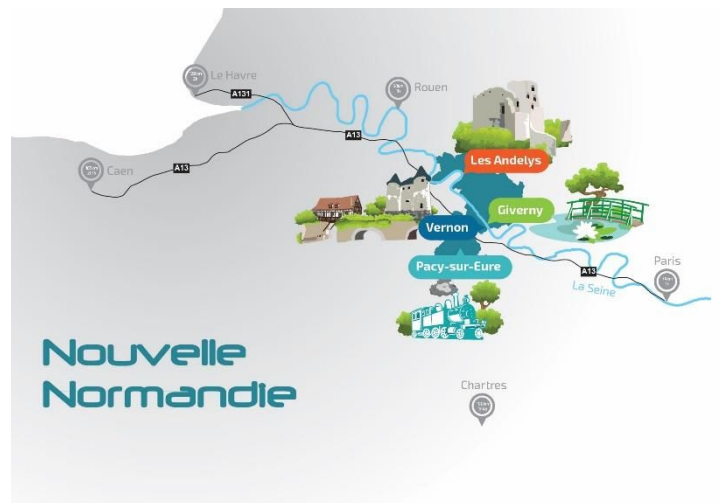 Le Havre
A131
Rouen
A13
Caen
A13
Les Andelys
Giverny
Vernon
Pacy-sur-Eure
Paris
A13
La Seine
Nouvelle
Normandie
Chartres